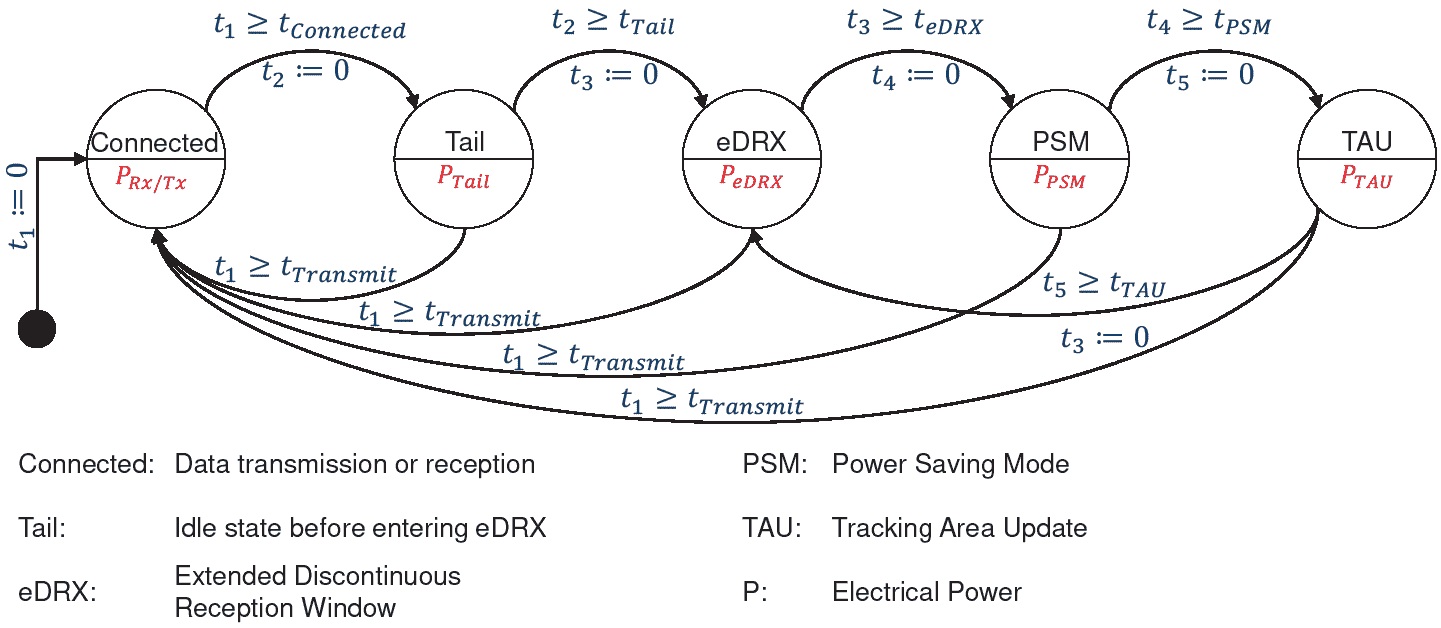 t₁ ≥ t_Connected
t₂ := 0
t₂ ≥ t_Tail
t₃ := 0
t₃ ≥ t_eDRX
t₄ := 0
t₄ ≥ t_PSM
t₅ := 0
Connected
P_Rx/Tx
Tail
P_Tail
eDRX
P_eDRX
PSM
P_PSM
TAU
P_TAU
t₁ := 0
t₁ ≥ t_Transmit
t₁ ≥ t_Transmit
t₁ ≥ t_Transmit
t₁ ≥ t_Transmit
t₅ ≥ t_TAU
t₃ := 0
Connected: Data transmission or reception
Tail: Idle state before entering eDRX
eDRX: Extended Discontinuous
Reception Window
PSM: Power Saving Mode
TAU: Tracking Area Update
P: Electrical Power